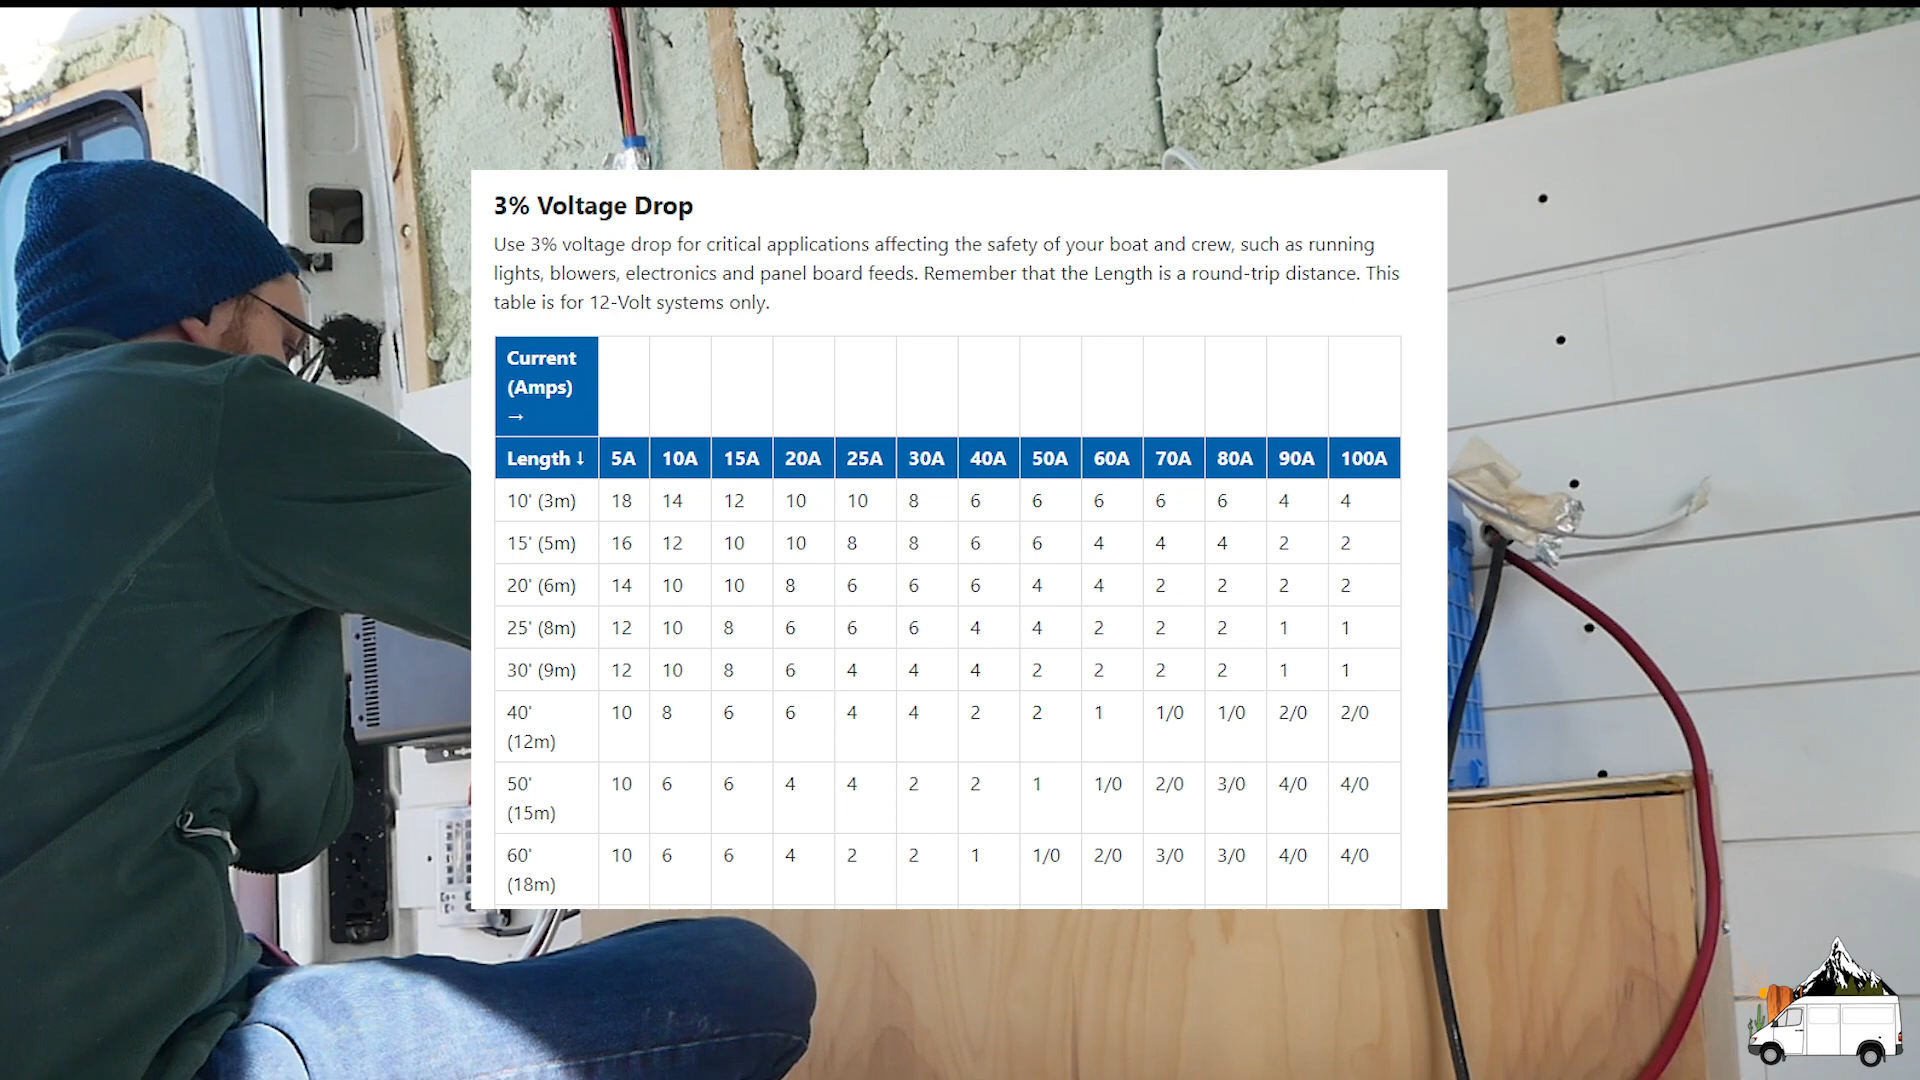 3% Voltage Drop
Use 3% voltage drop for critical applications affecting the safety of your boat and crew, such as running
lights, blowers, electronics and panel board feeds. Remember that the Length is a round-trip distance. This
table is for 12-Volt systems only.
Current
(Amps)
→
Length ↓ 5A 10A 15A 20A 25A 30A 40A 50A 60A 70A 80A 90A 100A
10' (3m) 18 14 12 10 10 8 6 6 6 6 6 4 4
15' (5m) 16 12 10 10 8 8 6 6 4 4 4 2 2
20' (6m) 14 10 10 8 6 6 6 4 4 2 2 2 2
25' (8m) 12 10 8 6 6 6 4 4 2 2 2 1 1
30' (9m) 12 10 8 6 4 4 4 2 2 2 2 1 1
40' 10 8 6 6 4 4 2 2 1 1/0 1/0 2/0 2/0
(12m)
50' 10 6 6 4 4 2 2 1 1/0 2/0 3/0 4/0 4/0
(15m)
60' 10 6 6 4 2 2 1 1/0 2/0 3/0 3/0 4/0 4/0
(18m)